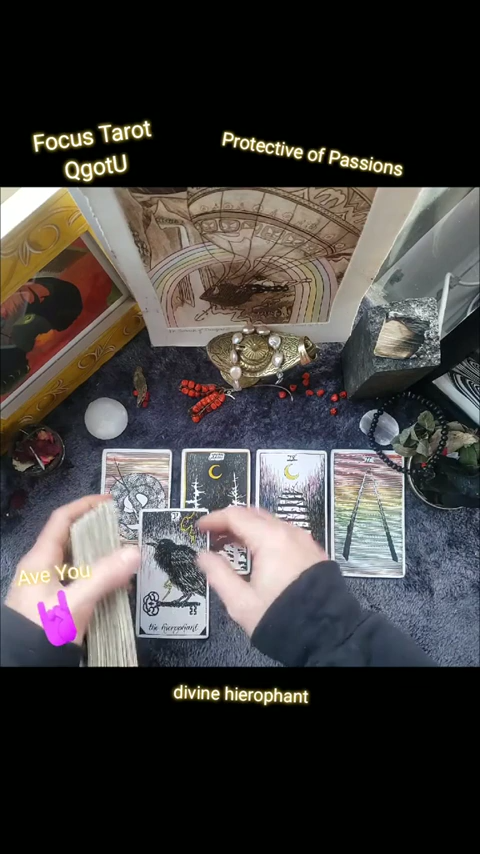 Focus Tarot
QgotU
Protective of Passions
Ave You
the hierophant
divine hierophant